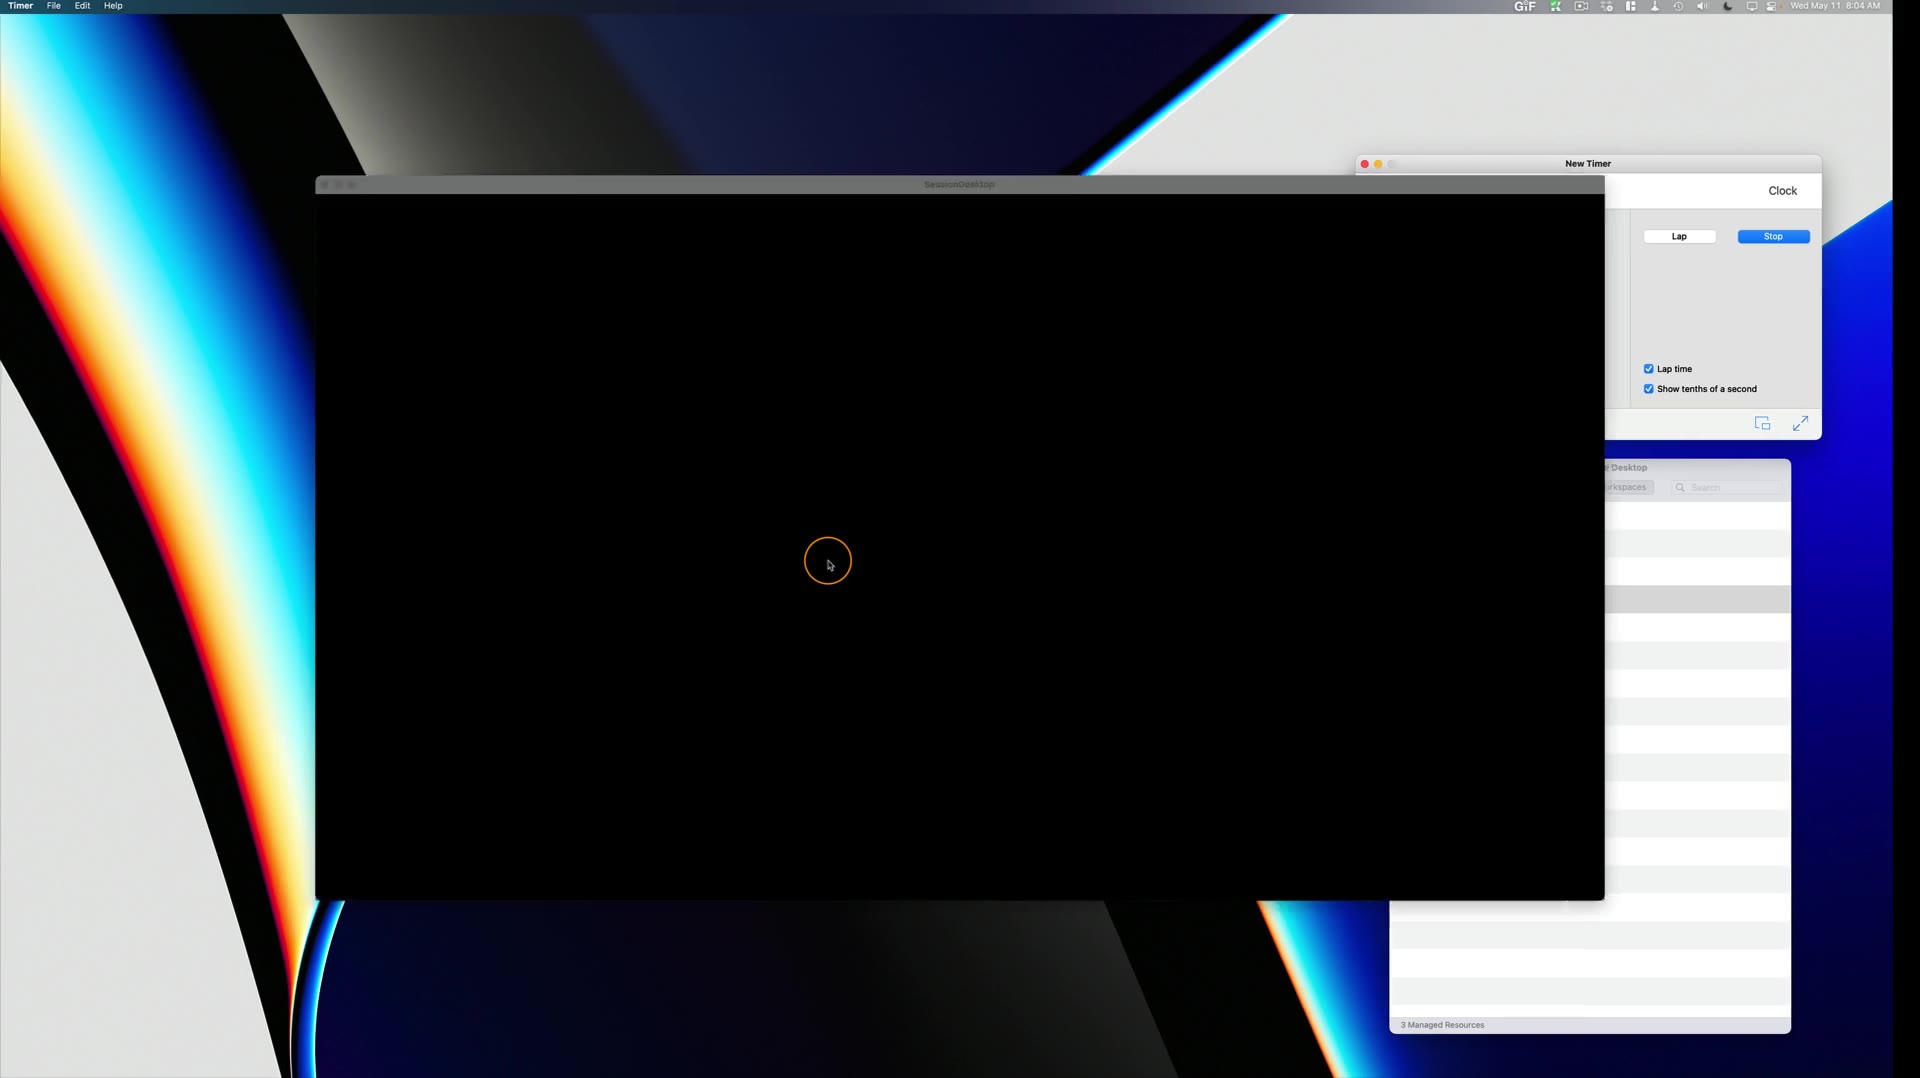 Timer File Edit Help
GIF
Wed May 11 8:04 AM
New Timer
SessionDesktop
Clock
Lap Stop
Lap time
Show tenths of a second
Desktop
rkspaces Search
3 Managed Resources